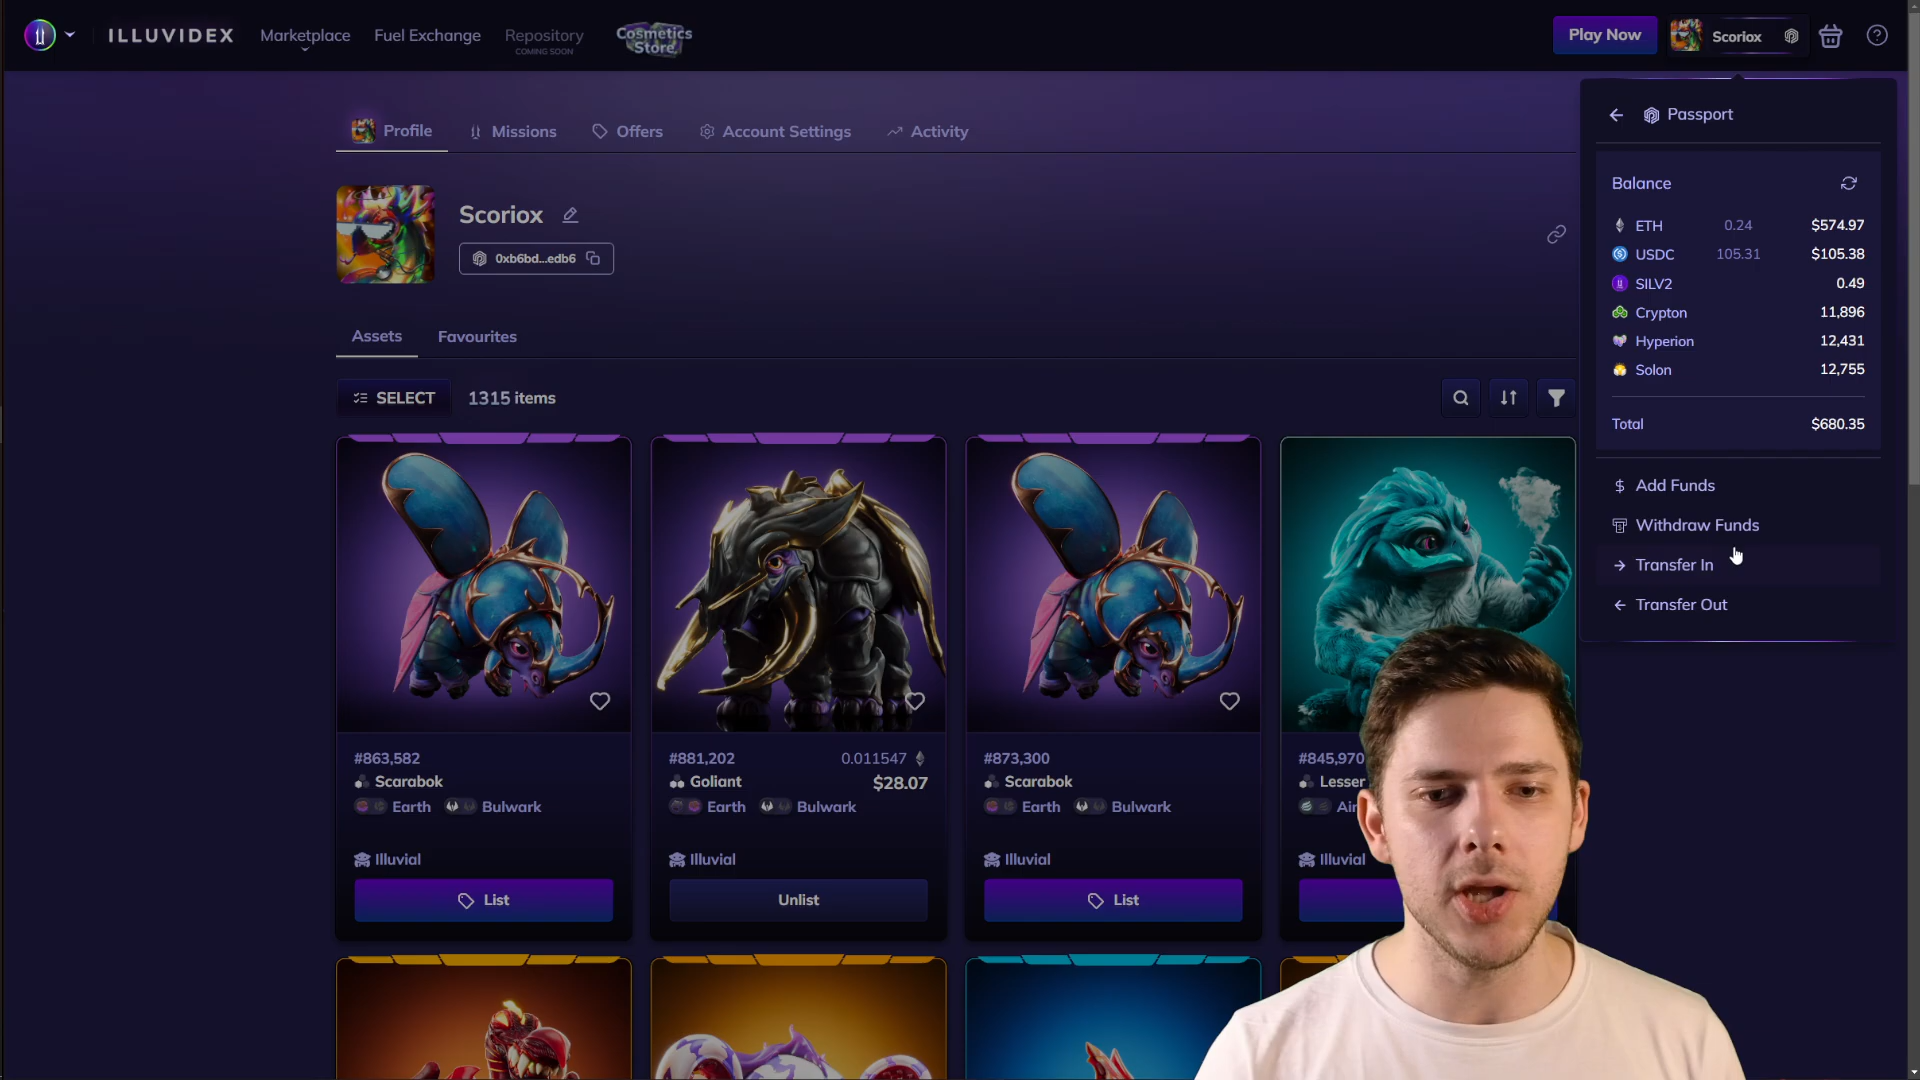 ILLUVIDEX
Marketplace
Fuel Exchange
Repository
COMING SOON
Cosmetics
Store
Play Now
Scoriox
Profile
Missions
Offers
Account Settings
Activity
Scoriox
0xb6bd...edb6
Assets
Favourites
SELECT
1315 items
#863,582
Scarabok
Earth Bulwark
Illuvial
List
#881,202 0.011547
Goliant $28.07
Earth Bulwark
Illuvial
Unlist
#873,300
Scarabok
Earth Bulwark
Illuvial
List
#845,970
Lesser
Air
Illuvial
Passport
Balance
ETH 0.24 $574.97
USDC 105.31 $105.38
SILV2 0.49
Crypton 11,896
Hyperion 12,431
Solon 12,755
Total $680.35
$ Add Funds
Withdraw Funds
Transfer In
Transfer Out